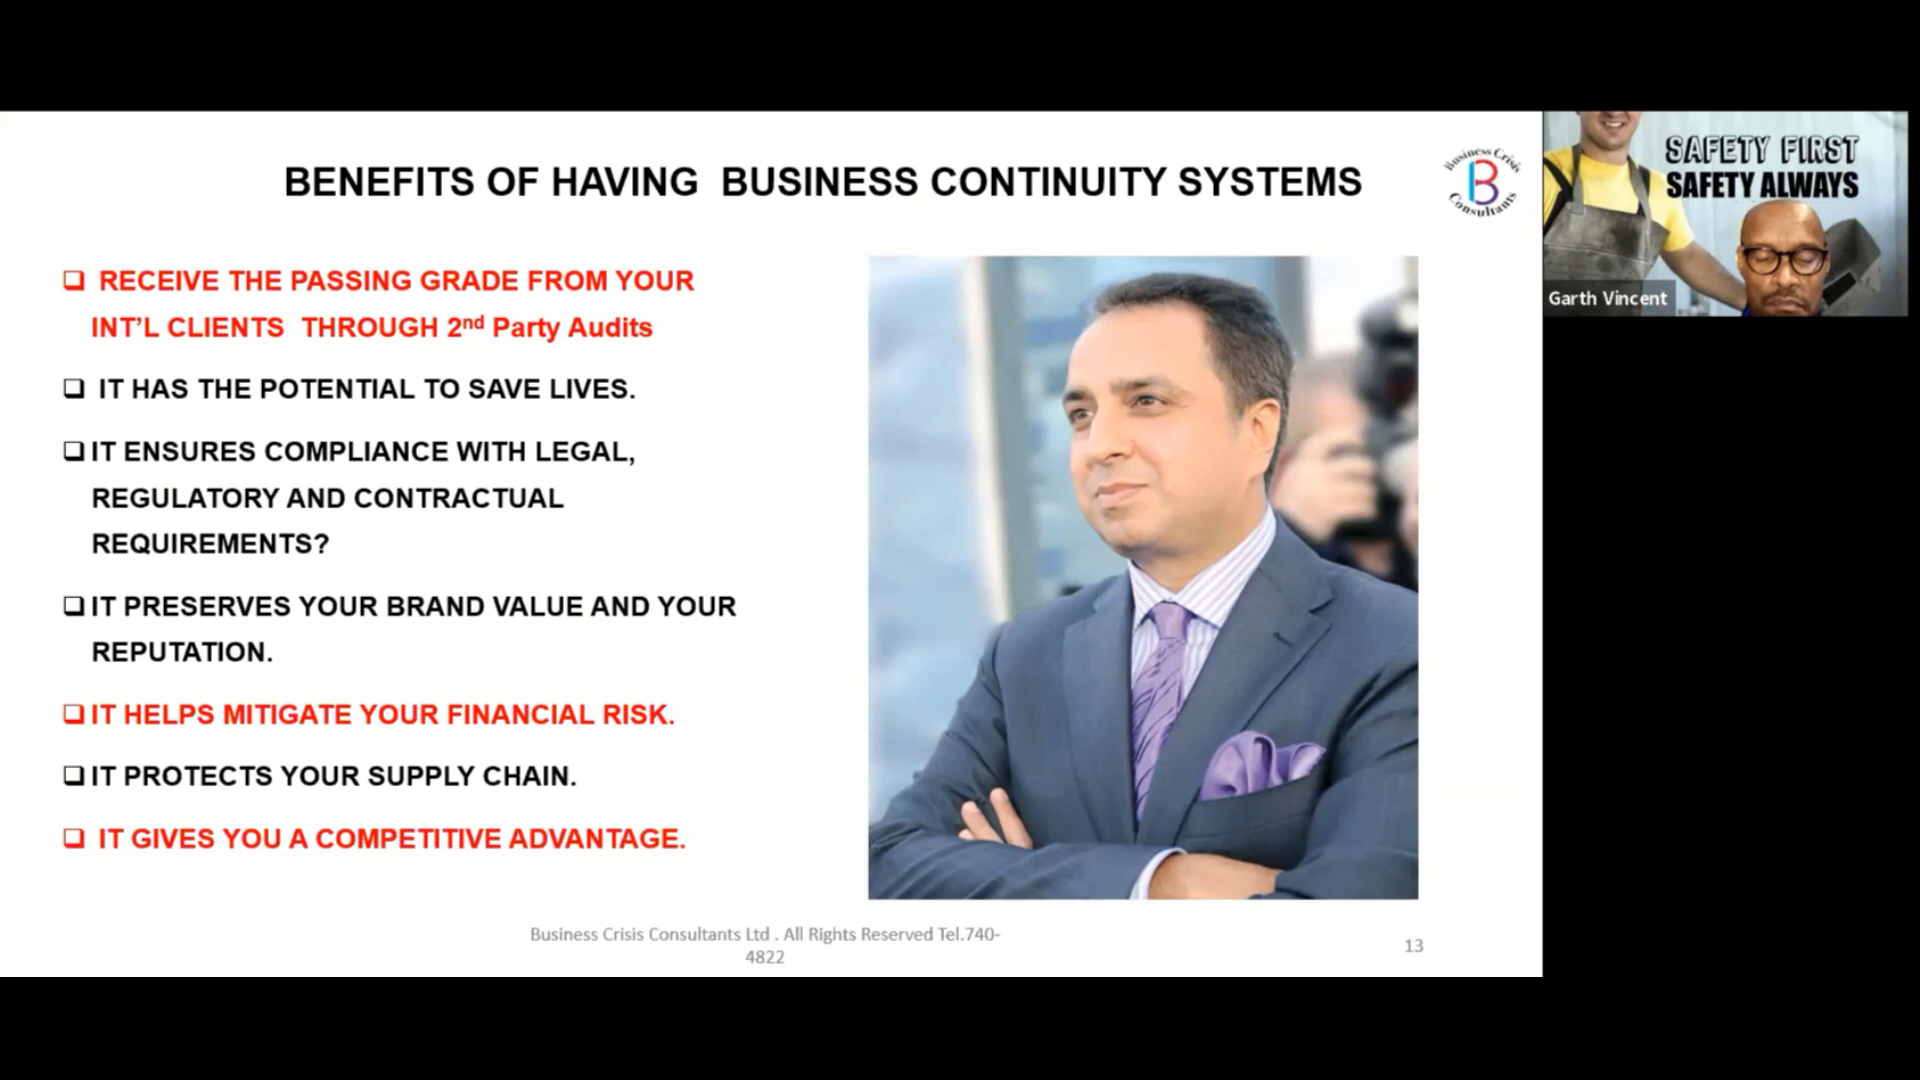 BENEFITS OF HAVING BUSINESS CONTINUITY SYSTEMS
Business Crisis
B
Consultants
❑ RECEIVE THE PASSING GRADE FROM YOUR
INT'L CLIENTS THROUGH 2nd Party Audits
❑ IT HAS THE POTENTIAL TO SAVE LIVES.
❑ IT ENSURES COMPLIANCE WITH LEGAL,
REGULATORY AND CONTRACTUAL
REQUIREMENTS?
❑ IT PRESERVES YOUR BRAND VALUE AND YOUR
REPUTATION.
❑ IT HELPS MITIGATE YOUR FINANCIAL RISK.
❑ IT PROTECTS YOUR SUPPLY CHAIN.
❑ IT GIVES YOU A COMPETITIVE ADVANTAGE.
Business Crisis Consultants Ltd . All Rights Reserved Tel.740-
4822
13
SAFETY FIRST
SAFETY ALWAYS
Garth Vincent